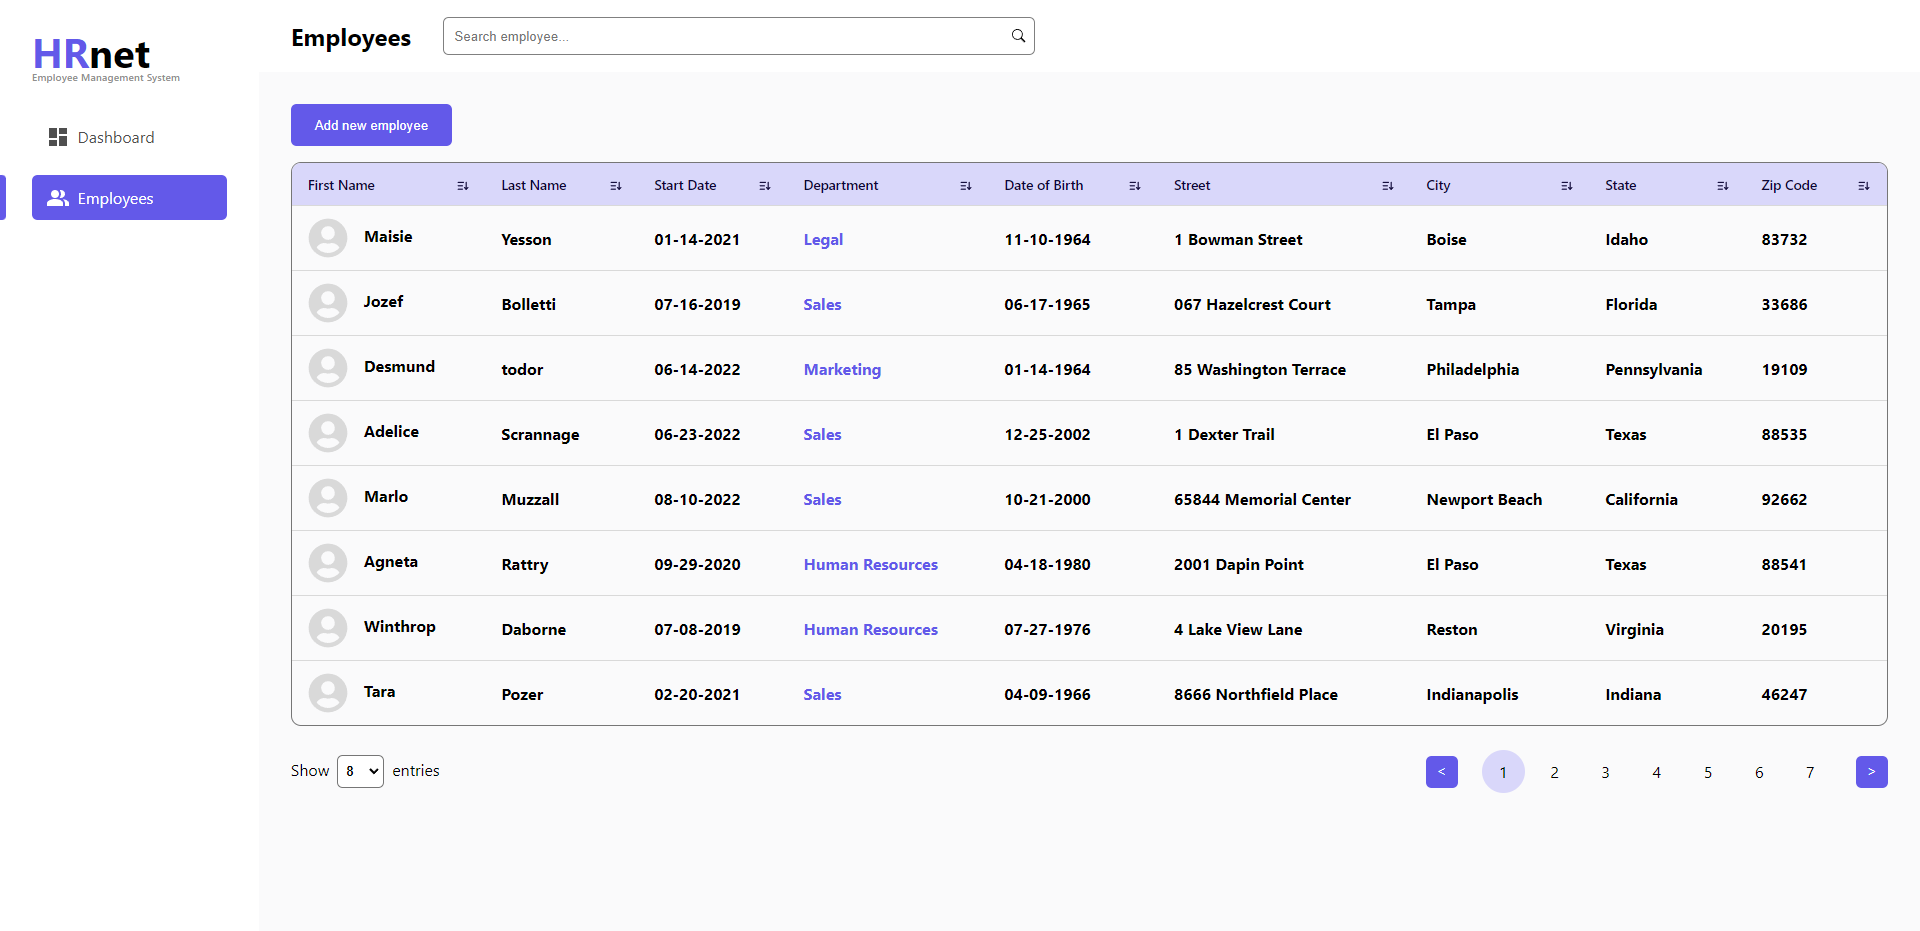 HRnet
Employee Management System
Dashboard
Employees
Employees
Search employee...
Add new employee
First Name Last Name Start Date Department Date of Birth Street City State Zip Code
Maisie Yesson 01-14-2021 Legal 11-10-1964 1 Bowman Street Boise Idaho 83732
Jozef Bolletti 07-16-2019 Sales 06-17-1965 067 Hazelcrest Court Tampa Florida 33686
Desmund todor 06-14-2022 Marketing 01-14-1964 85 Washington Terrace Philadelphia Pennsylvania 19109
Adelice Scrannage 06-23-2022 Sales 12-25-2002 1 Dexter Trail El Paso Texas 88535
Marlo Muzzall 08-10-2022 Sales 10-21-2000 65844 Memorial Center Newport Beach California 92662
Agneta Rattry 09-29-2020 Human Resources 04-18-1980 2001 Dapin Point El Paso Texas 88541
Winthrop Daborne 07-08-2019 Human Resources 07-27-1976 4 Lake View Lane Reston Virginia 20195
Tara Pozer 02-20-2021 Sales 04-09-1966 8666 Northfield Place Indianapolis Indiana 46247
Show 8 entries
< 1 2 3 4 5 6 7 >